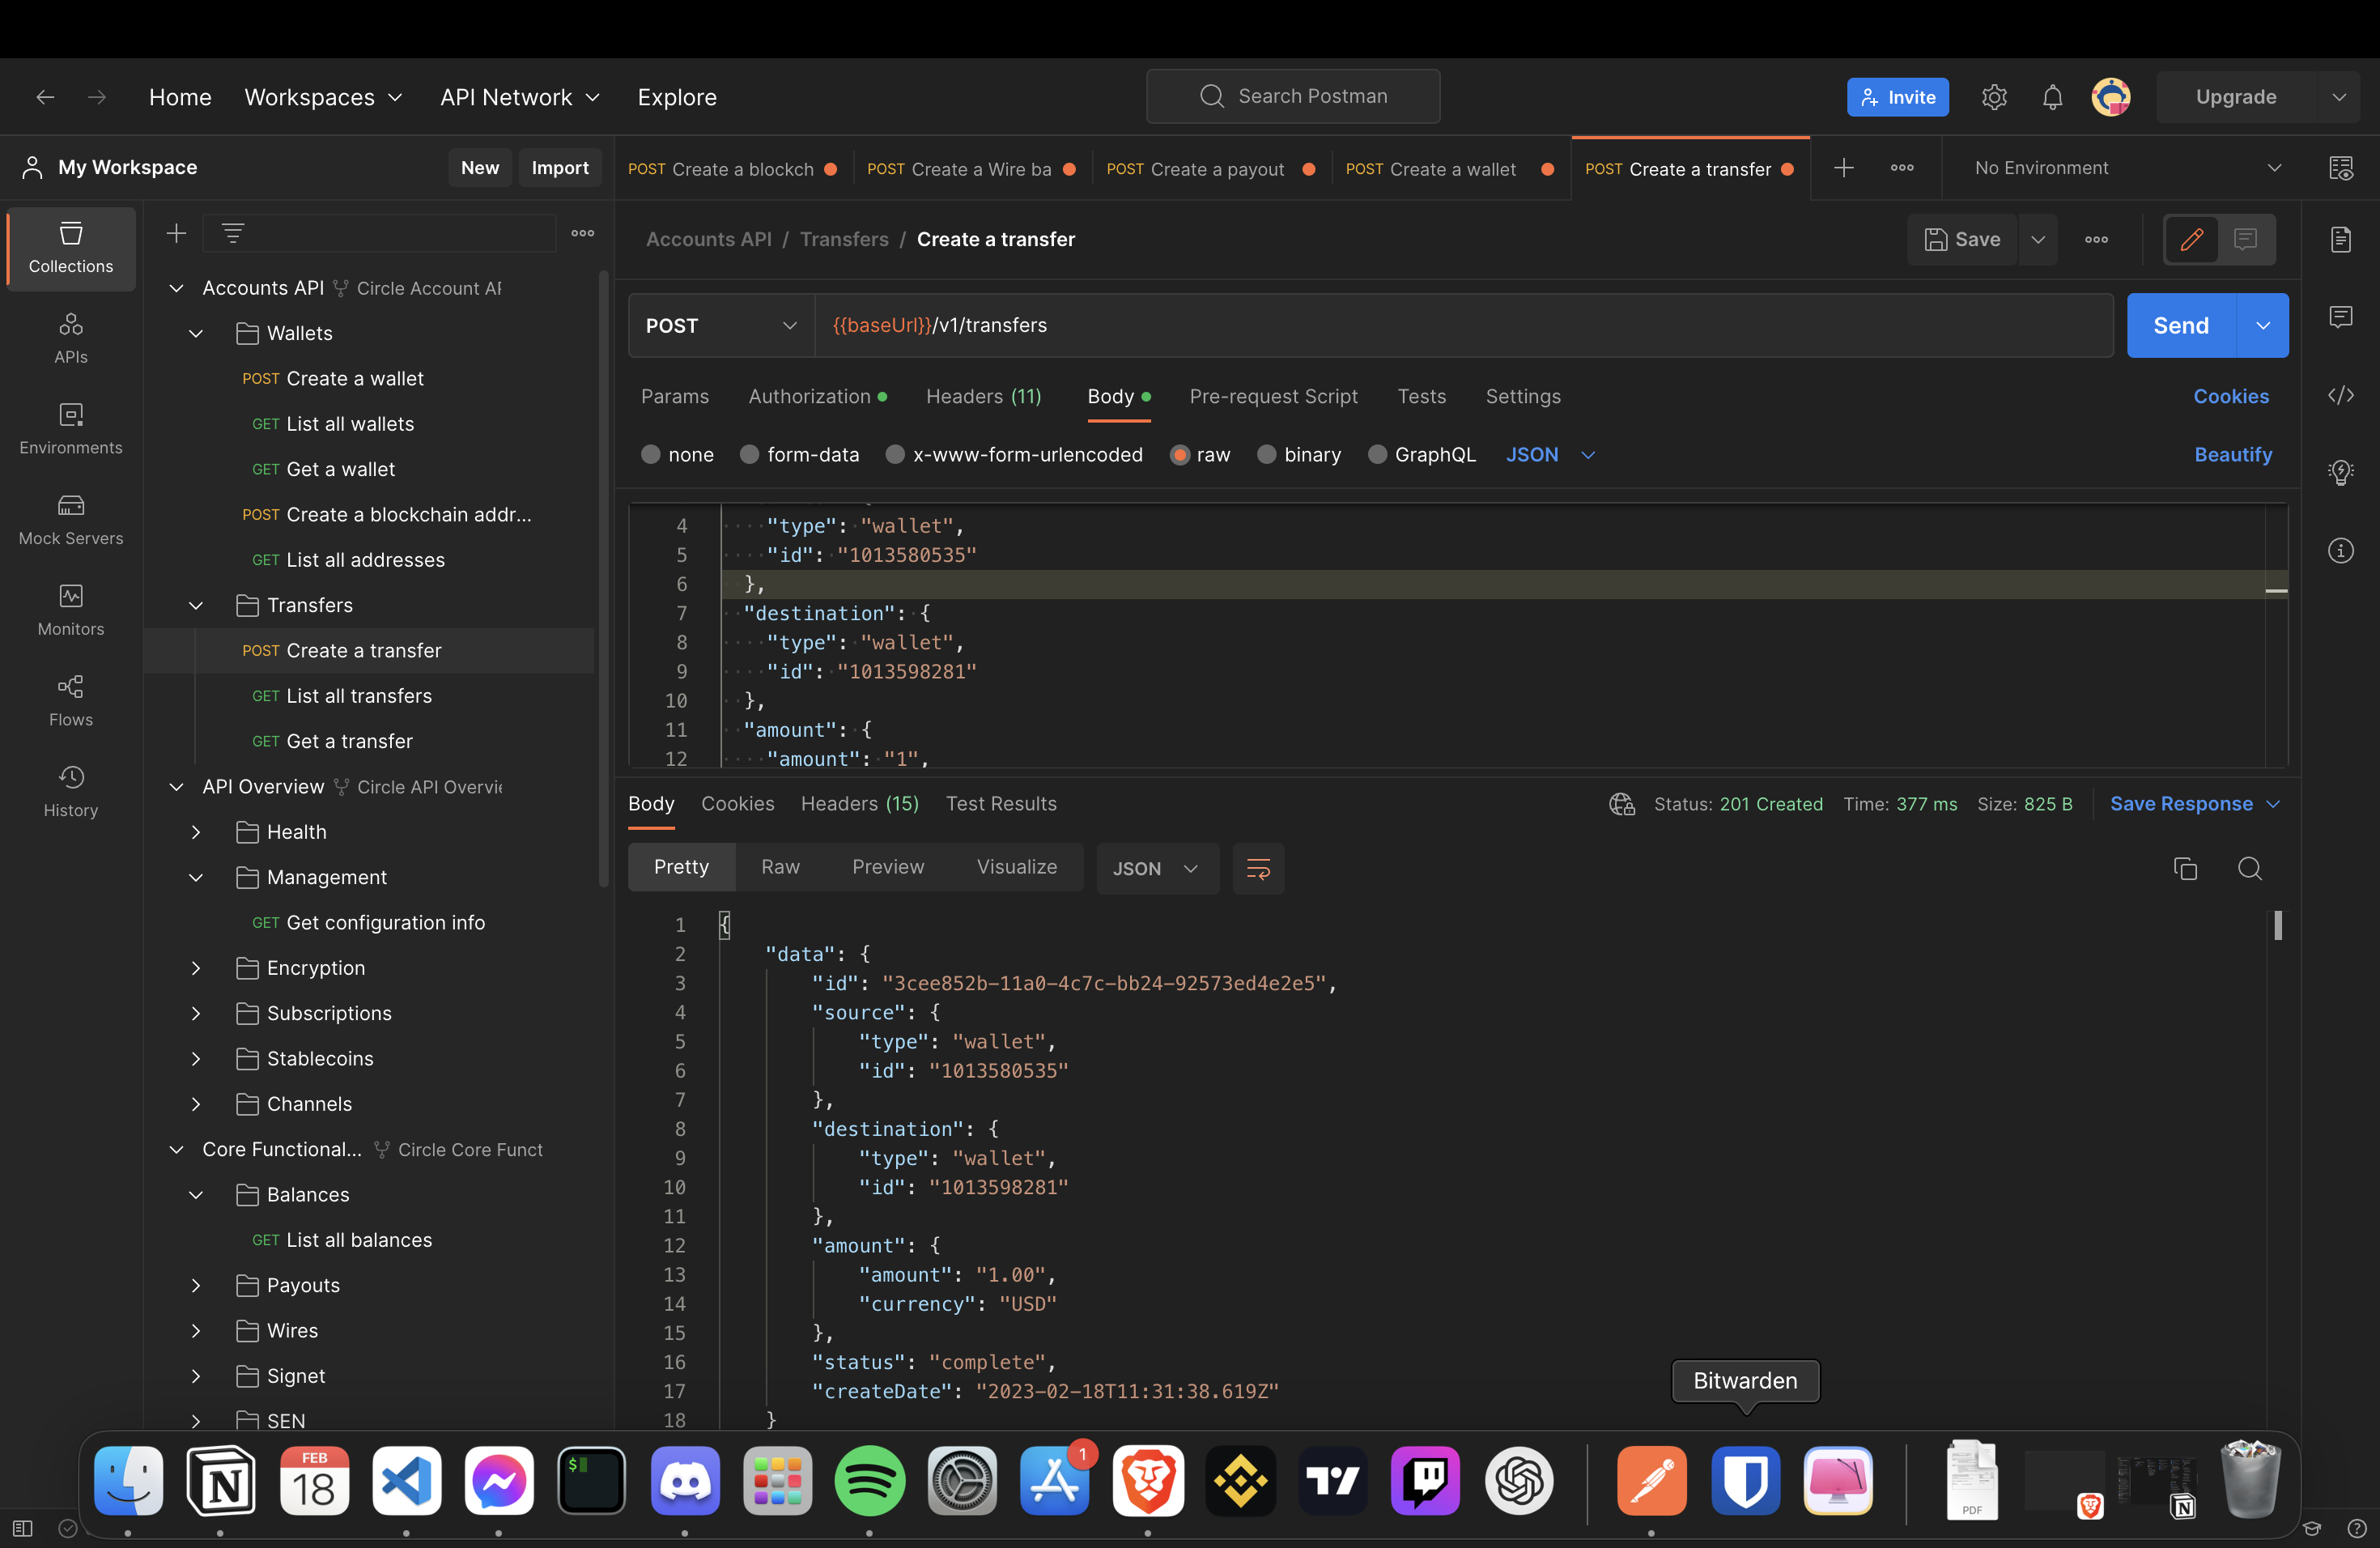 Home Workspaces API Network Explore Search Postman Invite Upgrade
My Workspace New Import
POST Create a blockch POST Create a Wire ba POST Create a payout POST Create a wallet POST Create a transfer No Environment
Collections
APIs
Environments
Mock Servers
Monitors
Flows
History
Accounts API Circle Account AP
Wallets
POST Create a wallet
GET List all wallets
GET Get a wallet
POST Create a blockchain addr...
GET List all addresses
Transfers
POST Create a transfer
GET List all transfers
GET Get a transfer
API Overview Circle API Overvie
Health
Management
GET Get configuration info
Encryption
Subscriptions
Stablecoins
Channels
Core Functional... Circle Core Funct
Balances
GET List all balances
Payouts
Wires
Signet
SEN
Accounts API / Transfers / Create a transfer Save
POST {{baseUrl}}/v1/transfers Send
Params Authorization Headers (11) Body Pre-request Script Tests Settings Cookies
none form-data x-www-form-urlencoded raw binary GraphQL JSON Beautify
4 "type": "wallet",
5 "id": "1013580535"
6 },
7 "destination": {
8 "type": "wallet",
9 "id": "1013598281"
10 },
11 "amount": {
12 "amount": "1",
Body Cookies Headers (15) Test Results Status: 201 Created Time: 377 ms Size: 825 B Save Response
Pretty Raw Preview Visualize JSON
1 {
2 "data": {
3 "id": "3cee852b-11a0-4c7c-bb24-92573ed4e2e5",
4 "source": {
5 "type": "wallet",
6 "id": "1013580535"
7 },
8 "destination": {
9 "type": "wallet",
10 "id": "1013598281"
11 },
12 "amount": {
13 "amount": "1.00",
14 "currency": "USD"
15 },
16 "status": "complete",
17 "createDate": "2023-02-18T11:31:38.619Z"
18 }
Bitwarden
FEB
18
$
1
PDF